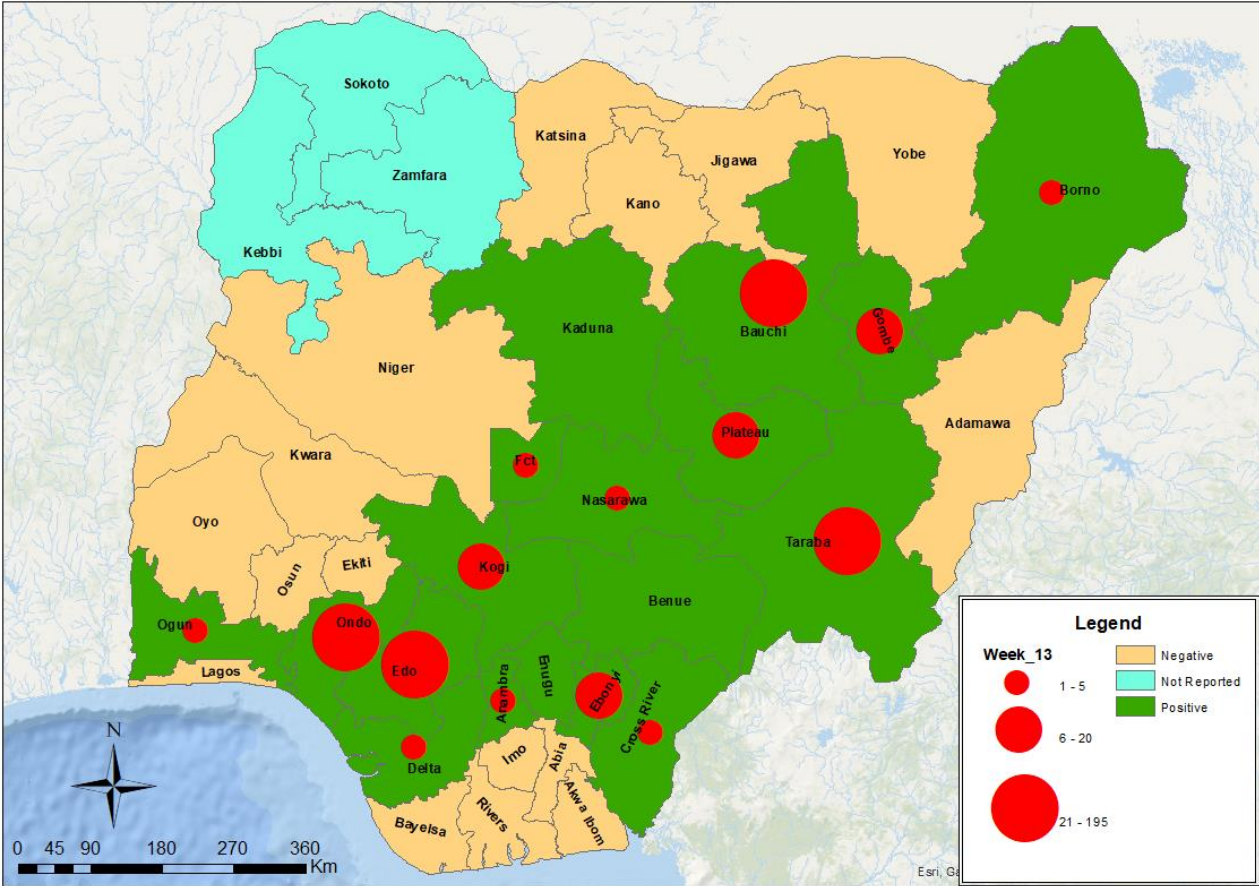 Sokoto
Katsina
Zamfara
Jigawa
Yobe
Kano
Borno
Kebbi
Kaduna
Bauchi
Gombe
Niger
Adamawa
Plateau
Kwara
Fct
Nasarawa
Oyo
Taraba
Ekiti
Kogi
Osun
Benue
Ogun
Ondo
Edo
Lagos
Anambra
Enugu
Ebonyi
Cross River
Delta
Imo
Abia
Akwa Ibom
Rivers
Bayelsa
N
0 45 90 180 270 360
Km
Esri,
Legend
Week_13
1 - 5
6 - 20
21 - 195
Negative
Not Reported
Positive